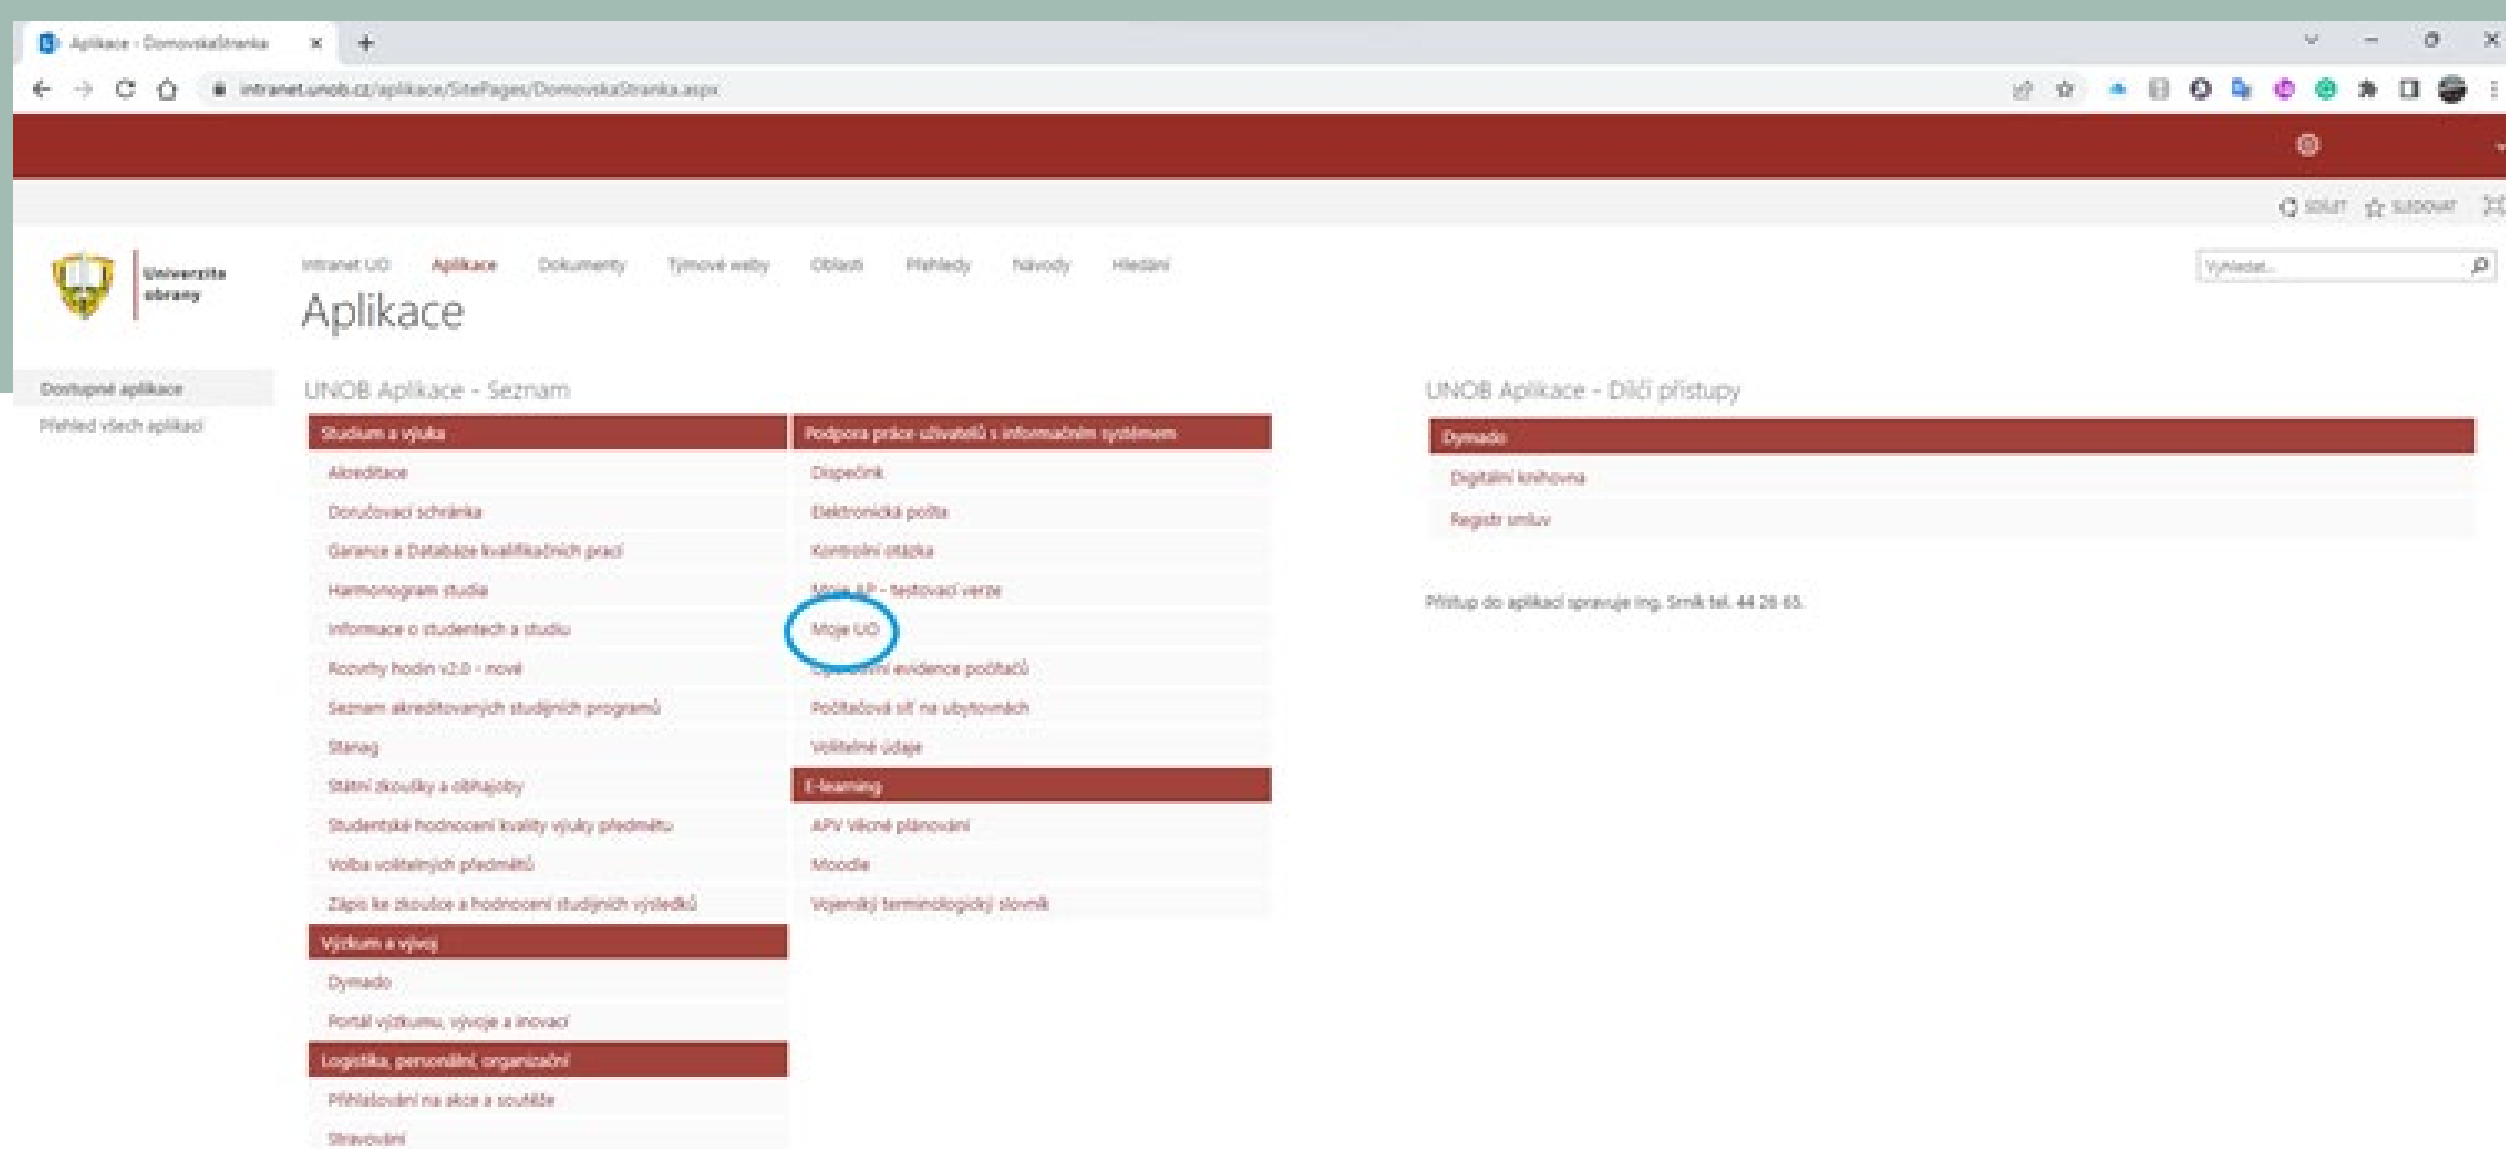 Aplikace - DomovskaStranka
intranet.unob.cz/aplikace/SitePages/DomovskaStranka.aspx
SDÍLET SLEDOVAT
Univerzita
obrany
Intranet UO Aplikace Dokumenty Týmové weby Oblasti Přehledy Návody Hledání
Vyhledat...
Aplikace
Dostupné aplikace
Přehled všech aplikací
UNOB Aplikace - Seznam
Studium a výuka
Akreditace
Doručovací schránka
Garance a Databáze kvalifikačních prací
Harmonogram studia
Informace o studentech a studiu
Rozvrhy hodin v2.0 - nové
Seznam akreditovaných studijních programů
Stanag
Státní zkoušky a obhajoby
Studentské hodnocení kvality výuky předmětu
Volba volitelných předmětů
Zápis ke zkoušce a hodnocení studijních výsledků
Výzkum a vývoj
Dymado
Portál výzkumu, vývoje a inovací
Logistika, personální, organizační
Přihlašování na akce a soutěže
Stravování
Podpora práce uživatelů s informačním systémem
Dispečink
Elektronická pošta
Kontrolní otázka
Moje AP - testovací verze
Moje UO
evidence počítačů
Počítačová síť na ubytovnách
Volitelné údaje
E-learning
APV Věcné plánování
Moodle
Vojenský terminologický slovník
UNOB Aplikace - Dílčí přístupy
Dymado
Digitální knihovna
Registr smluv
Přístup do aplikací spravuje Ing. Srník tel. 44 26 65.